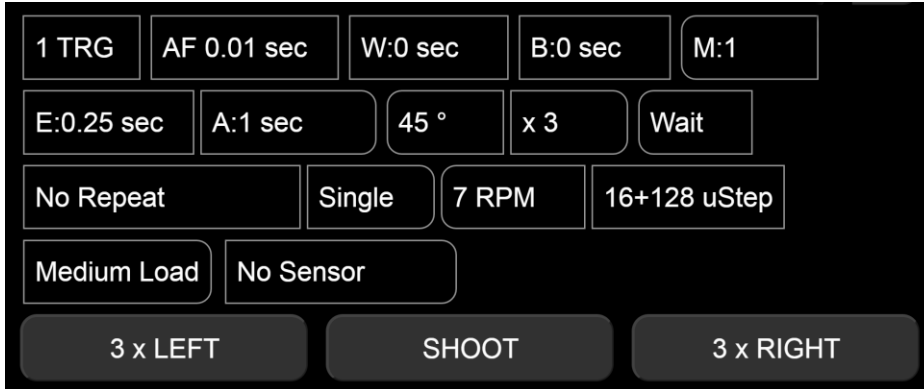 1 TRG AF 0.01 sec W:0 sec B:0 sec M:1
E:0.25 sec A:1 sec 45 ° x 3 Wait
No Repeat Single 7 RPM 16+128 uStep
Medium Load No Sensor
3 x LEFT SHOOT 3 x RIGHT